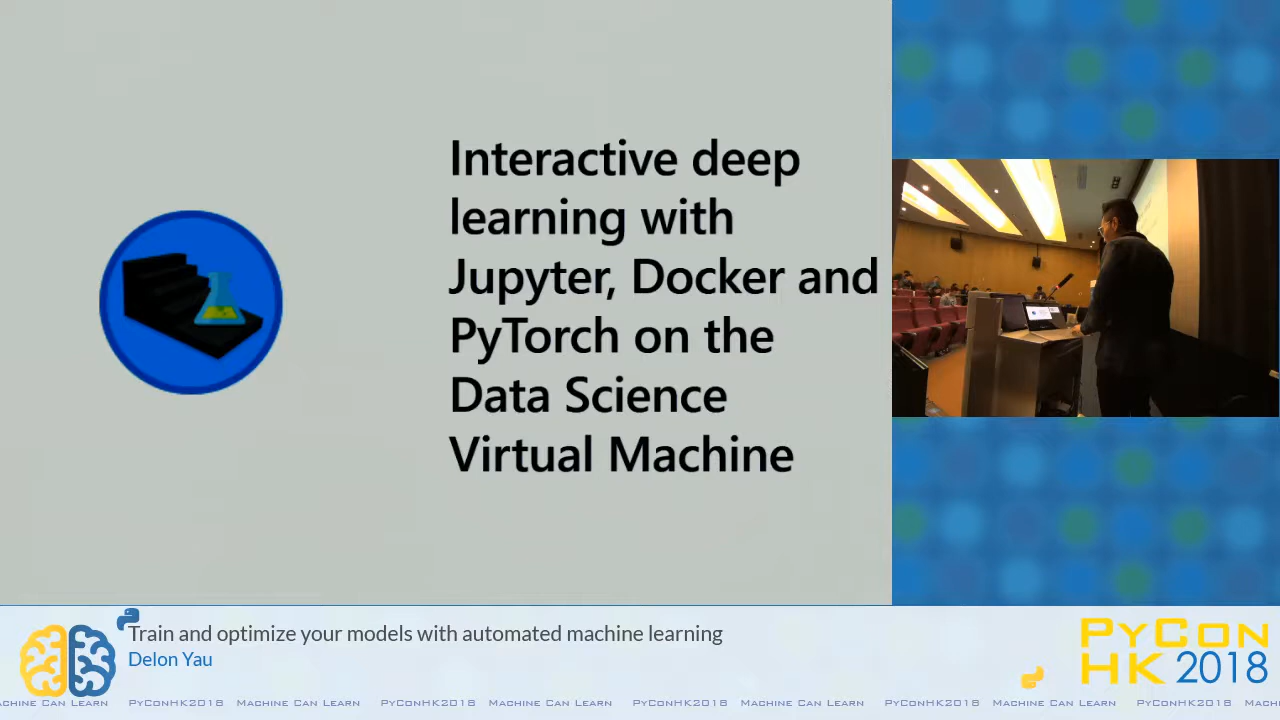 Interactive deep
learning with
Jupyter, Docker and
PyTorch on the
Data Science
Virtual Machine
Train and optimize your models with automated machine learning
Delon Yau
PyCon
HK 2018
achine Can Learn PyConHK2018 Machine Can Learn PyConHK2018 Machine Can Learn PyConHK2018 Machine Can Learn PyConHK2018 Machine Can Learn PyConHK2018 Mach